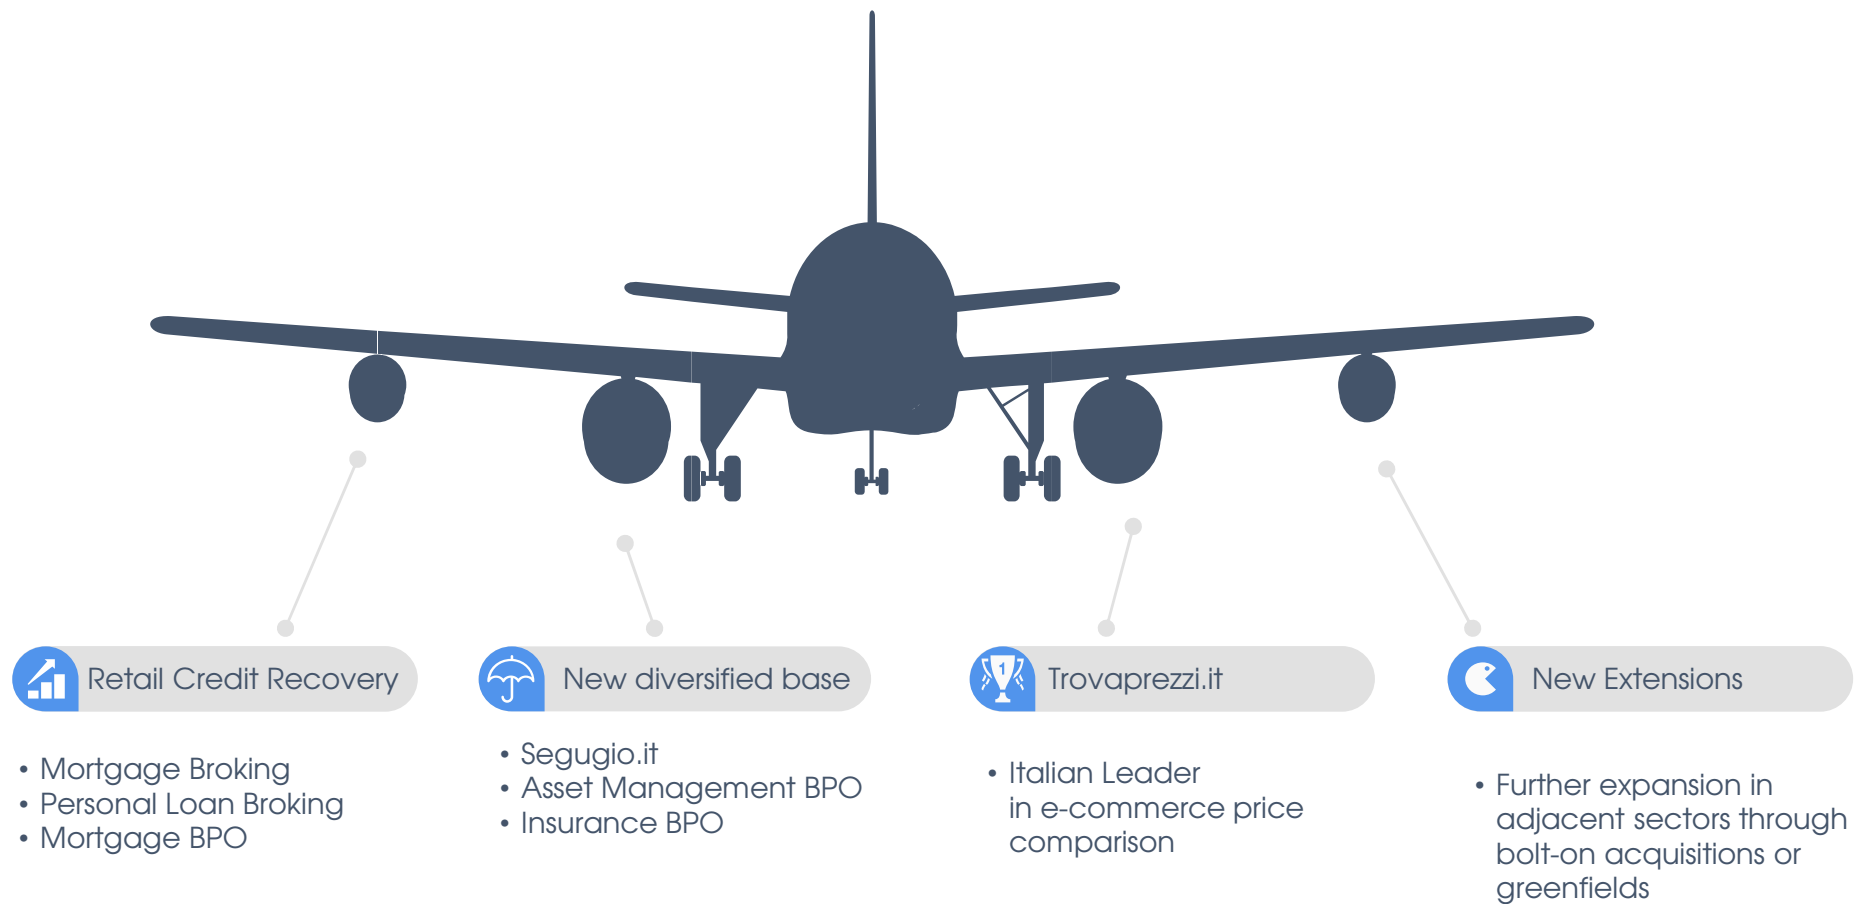 Retail Credit Recovery
• Mortgage Broking
• Personal Loan Broking
• Mortgage BPO
New diversified base
• Segugio.it
• Asset Management BPO
• Insurance BPO
1
Trovaprezzi.it
• Italian Leader
in e-commerce price
comparison
New Extensions
• Further expansion in
adjacent sectors through
bolt-on acquisitions or
greenfields